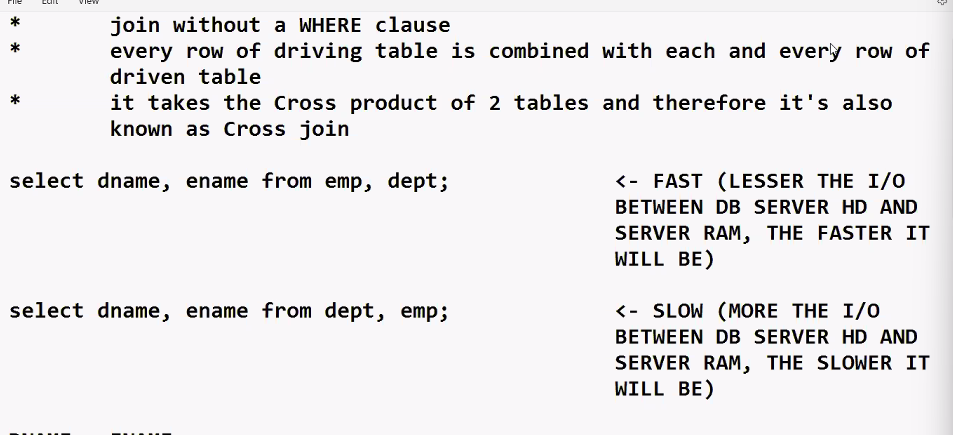 File Edit View
* join without a WHERE clause
* every row of driving table is combined with each and every row of
driven table
* it takes the Cross product of 2 tables and therefore it's also
known as Cross join
select dname, ename from emp, dept; <- FAST (LESSER THE I/O
BETWEEN DB SERVER HD AND
SERVER RAM, THE FASTER IT
WILL BE)
select dname, ename from dept, emp; <- SLOW (MORE THE I/O
BETWEEN DB SERVER HD AND
SERVER RAM, THE SLOWER IT
WILL BE)
DNAME ENAME